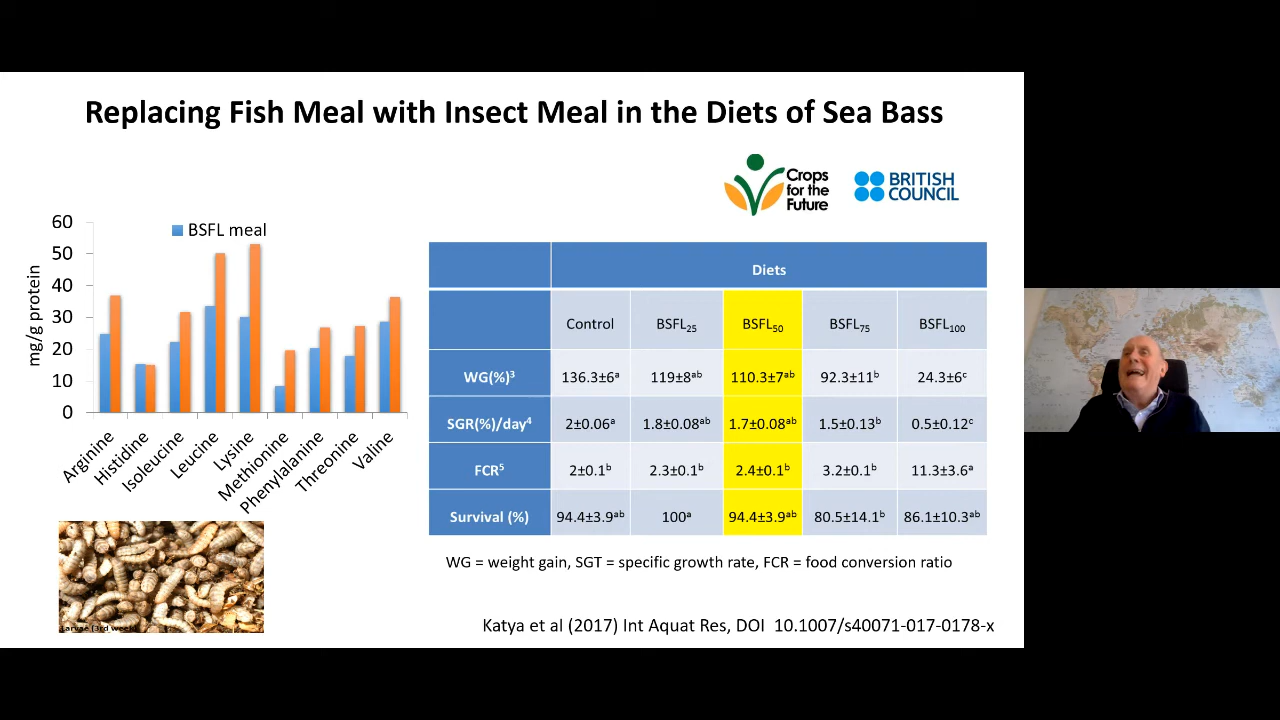 Replacing Fish Meal with Insect Meal in the Diets of Sea Bass
Crops
for the
Future
BRITISH
COUNCIL
BSFL meal
mg/g protein
60
50
40
30
20
10
0
Arginine
Histidine
Isoleucine
Leucine
Lysine
Methionine
Phenylalanine
Threonine
Valine
Larvae (3rd week)
Diets
Control BSFL25 BSFL50 BSFL75 BSFL100
WG(%)³ 136.3±6ᵃ 119±8ᵃᵇ 110.3±7ᵃᵇ 92.3±11ᵇ 24.3±6ᶜ
SGR(%)/day⁴ 2±0.06ᵃ 1.8±0.08ᵃᵇ 1.7±0.08ᵃᵇ 1.5±0.13ᵇ 0.5±0.12ᶜ
FCR⁵ 2±0.1ᵇ 2.3±0.1ᵇ 2.4±0.1ᵇ 3.2±0.1ᵇ 11.3±3.6ᵃ
Survival (%) 94.4±3.9ᵃᵇ 100ᵃ 94.4±3.9ᵃᵇ 80.5±14.1ᵇ 86.1±10.3ᵃᵇ
WG = weight gain, SGT = specific growth rate, FCR = food conversion ratio
Katya et al (2017) Int Aquat Res, DOI 10.1007/s40071-017-0178-x